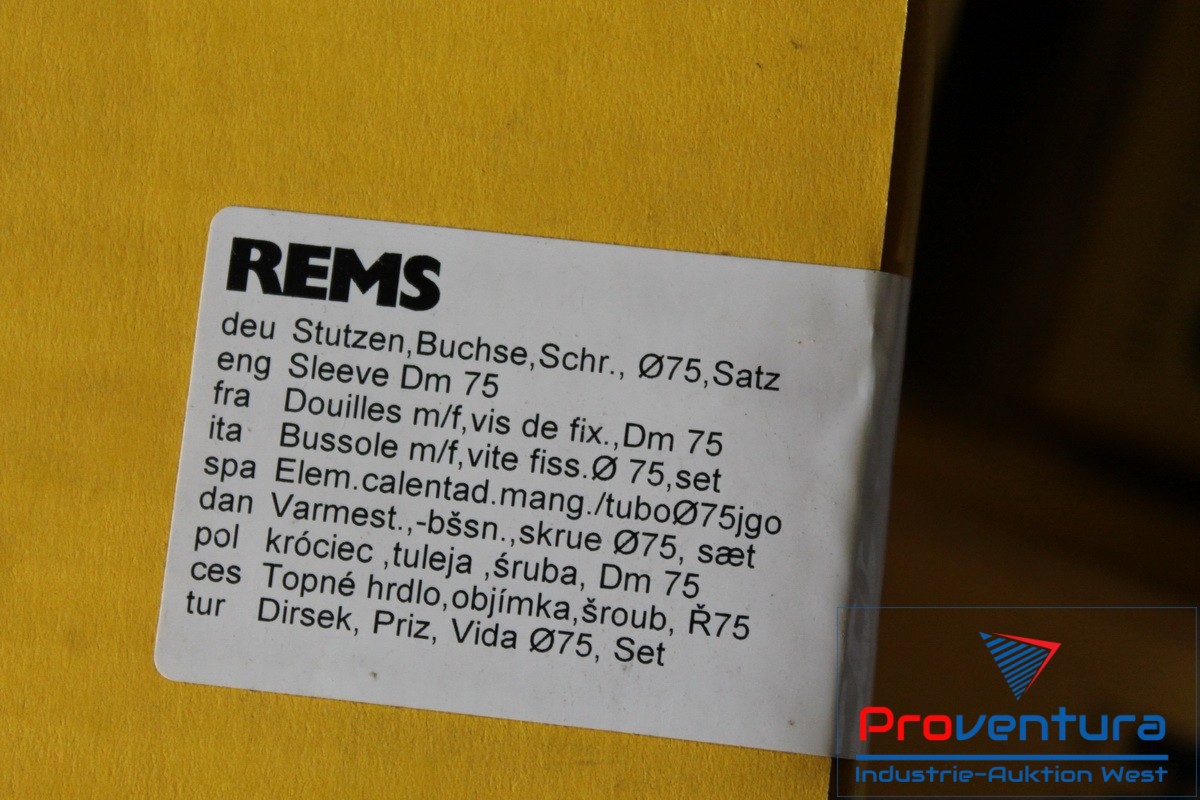 REMS
deu Stutzen,Buchse,Schr., Ø75,Satz
eng Sleeve Dm 75
fra Douilles m/f,vis de fix.,Dm 75
ita Bussole m/f,vite fiss.Ø 75,set
spa Elem.calentad.mang./tuboØ75jgo
dan Varmest.,-bšsn.,skrue Ø75, sæt
pol króciec ,tuleja ,śruba, Dm 75
ces Topné hrdlo,objímka,šroub, Ř75
tur Dirsek, Priz, Vida Ø75, Set
Proventura
Industrie-Auktion West